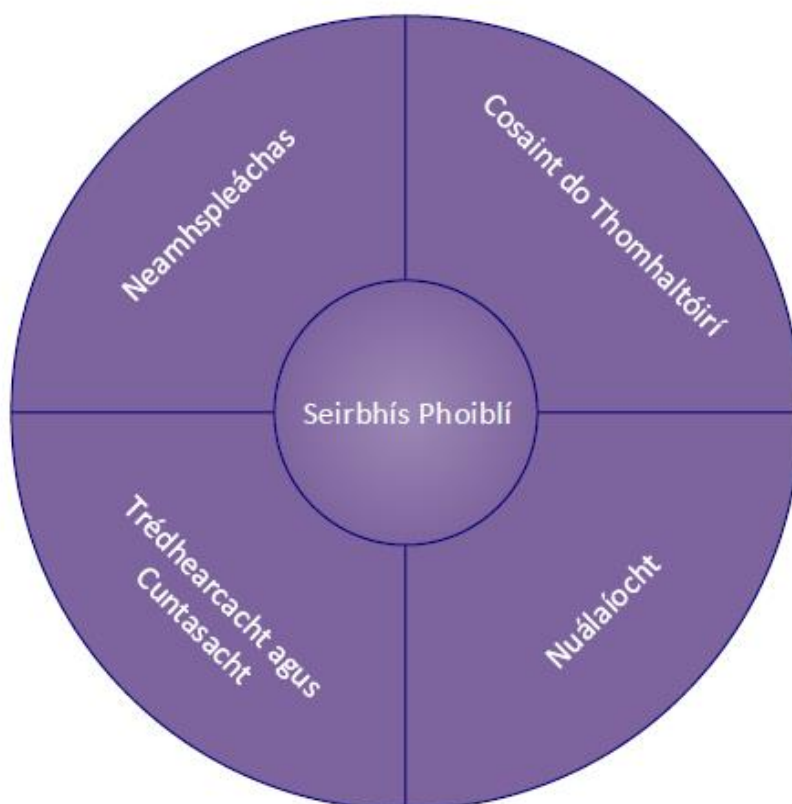 Neamhspleáchas
Cosaint do Thomhaltóirí
Seirbhís Phoiblí
Trédhearcacht agus
Cuntasacht
Nuálaíocht